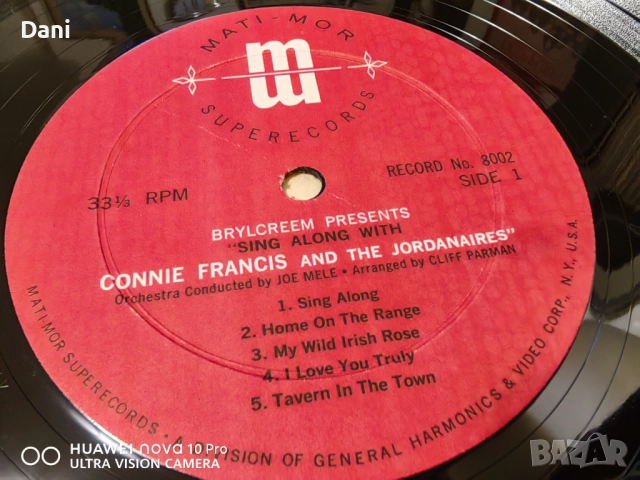 Dani
MATI-MOR
SUPERECORDS
33⅓ RPM
RECORD No. 8002
SIDE 1
BRYLCREEM PRESENTS
"SING ALONG WITH
CONNIE FRANCIS AND THE JORDANAIRES"
Orchestra Conducted by JOE MELE • Arranged by CLIFF PARMAN
1. Sing Along
2. Home On The Range
3. My Wild Irish Rose
4. I Love You Truly
5. Tavern In The Town
MATI-MOR SUPERECORDS • A DIVISION OF GENERAL HARMONICS & VIDEO CORP., N.Y., U.S.A.
HUAWEI nova 10 Pro
ULTRA VISION CAMERA
BAZAR